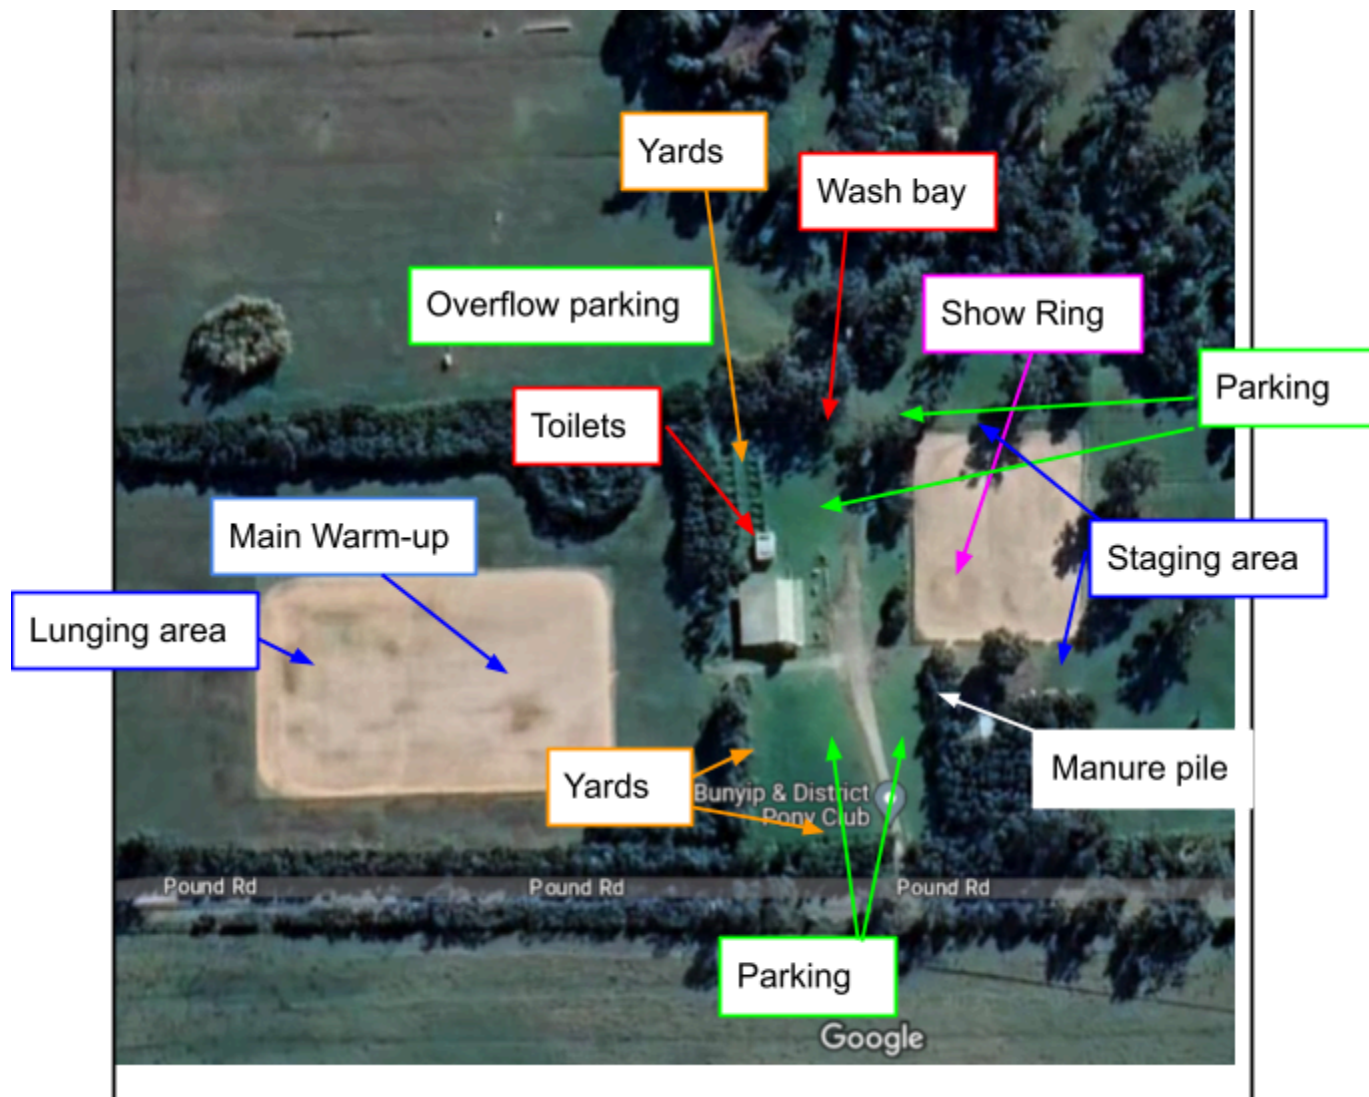 Yards
Wash bay
Overflow parking
Show Ring
Parking
Toilets
Main Warm-up
Staging area
Lunging area
Manure pile
Yards
Bunyip & District
Pony Club
Pound Rd
Pound Rd
Pound Rd
Parking
Google